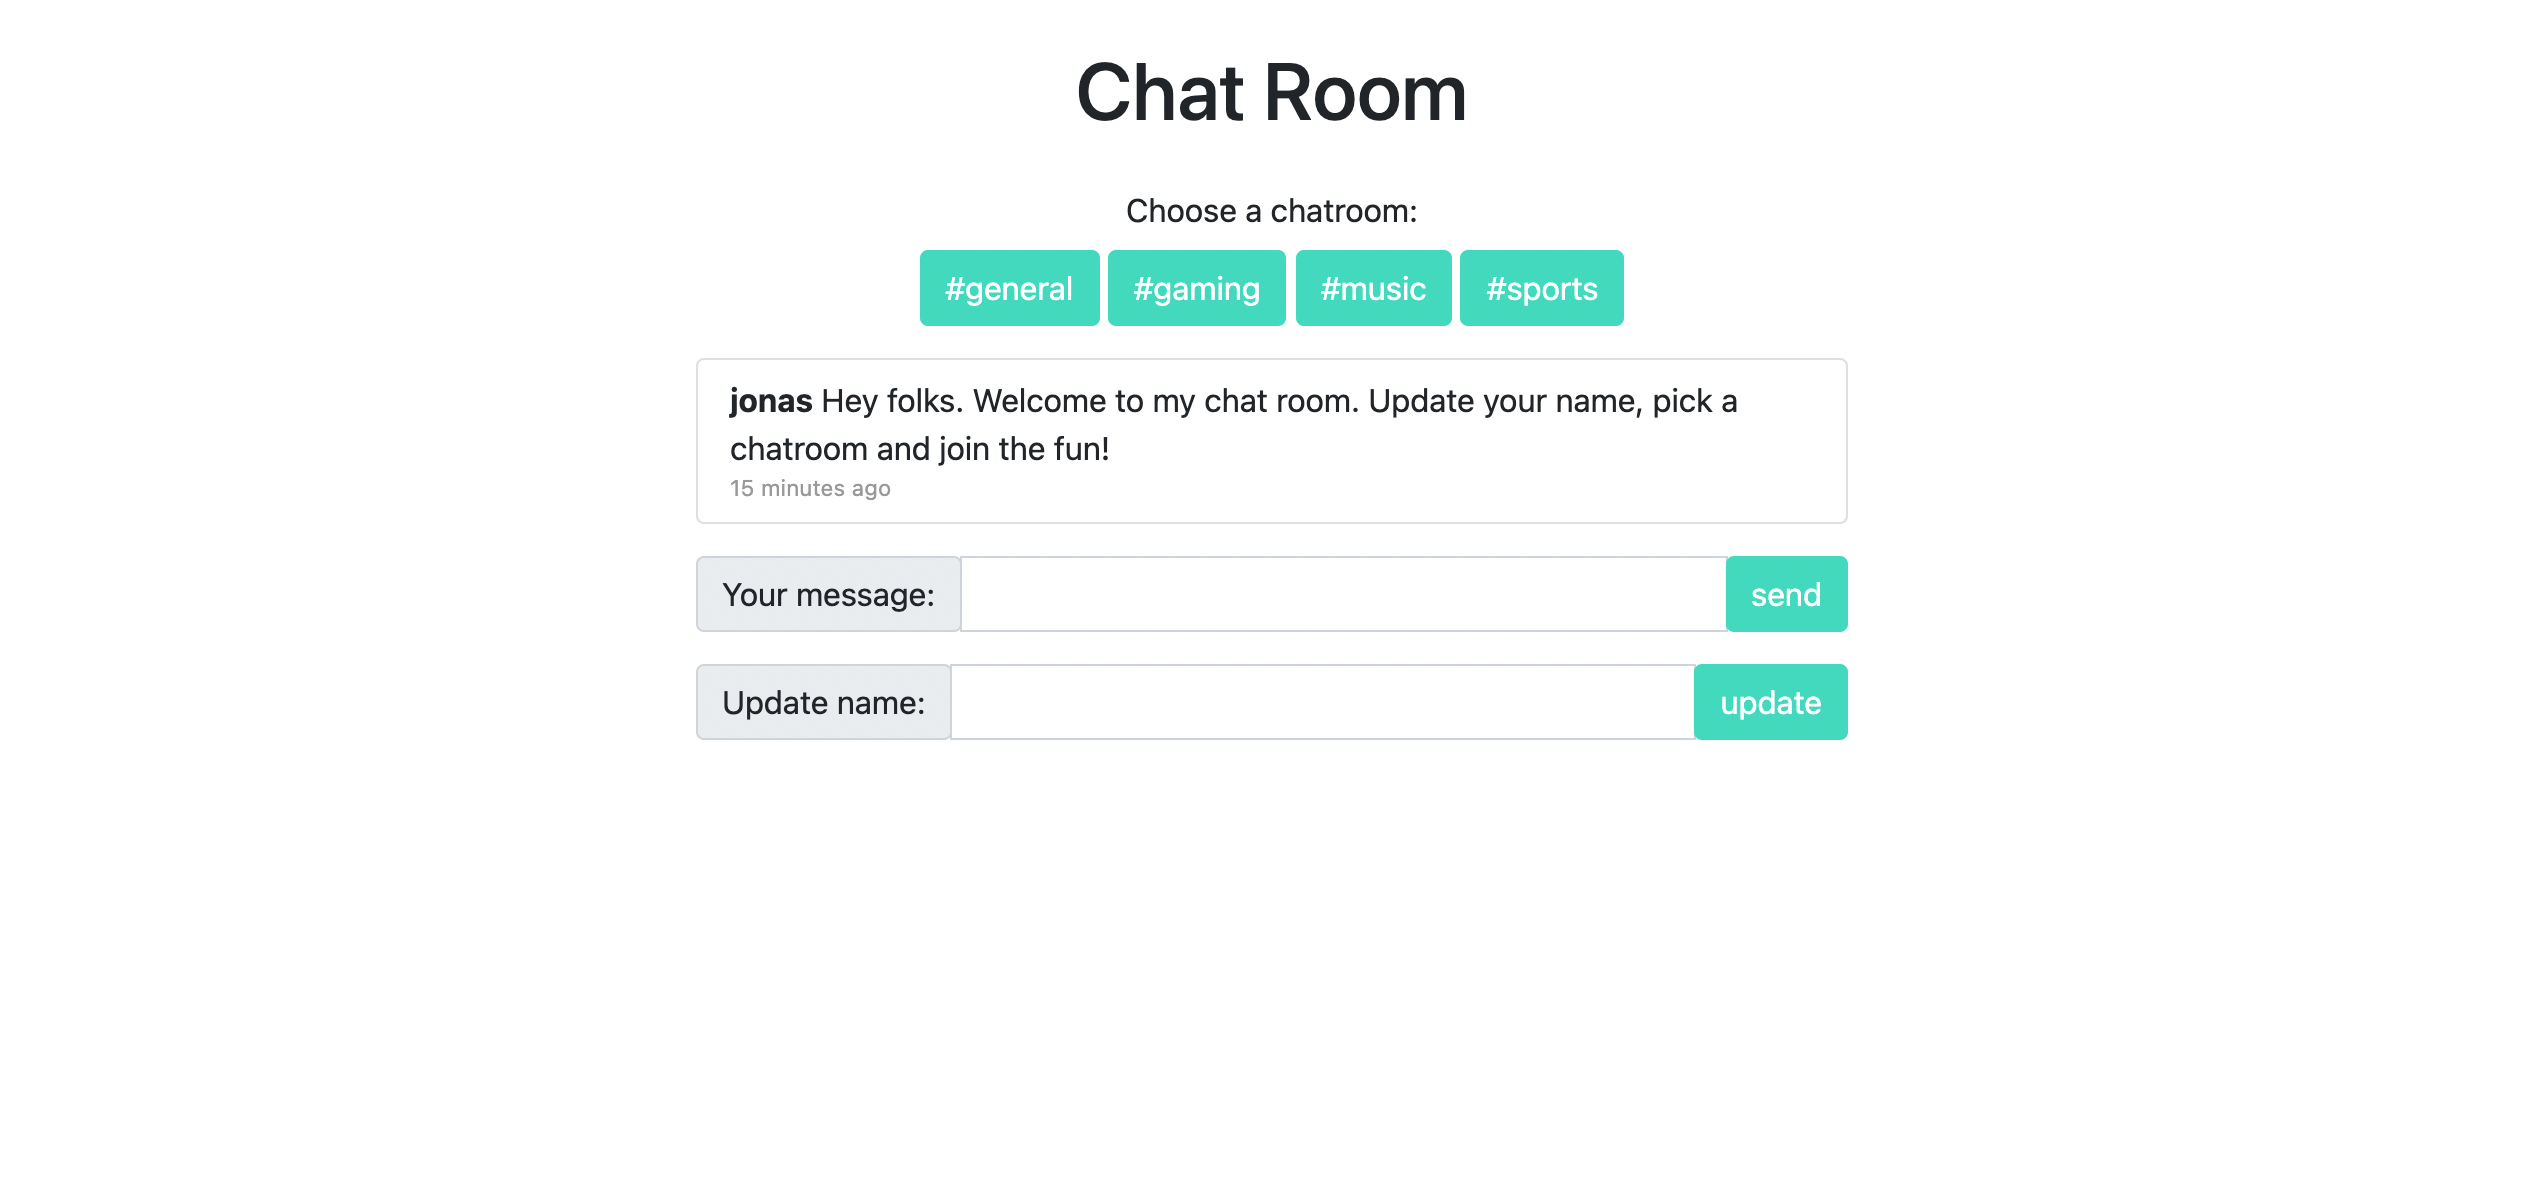 Chat Room
Choose a chatroom:
#general #gaming #music #sports
jonas Hey folks. Welcome to my chat room. Update your name, pick a
chatroom and join the fun!
15 minutes ago
Your message: send
Update name: update